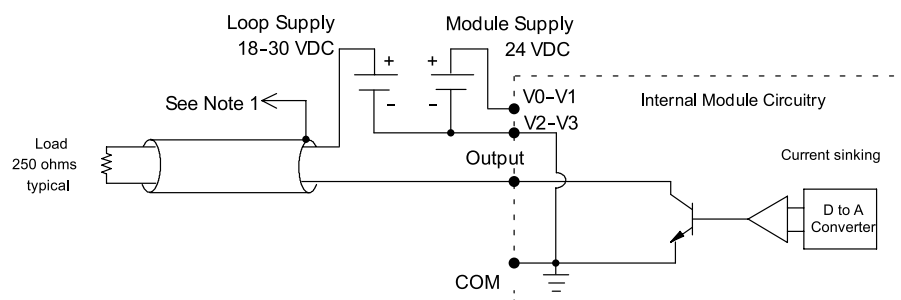 Loop Supply
18-30 VDC
Module Supply
24 VDC
+
+
-
-
V0-V1
V2-V3
Internal Module Circuitry
See Note 1
Load
250 ohms
typical
Output
Current sinking
D to A
Converter
COM